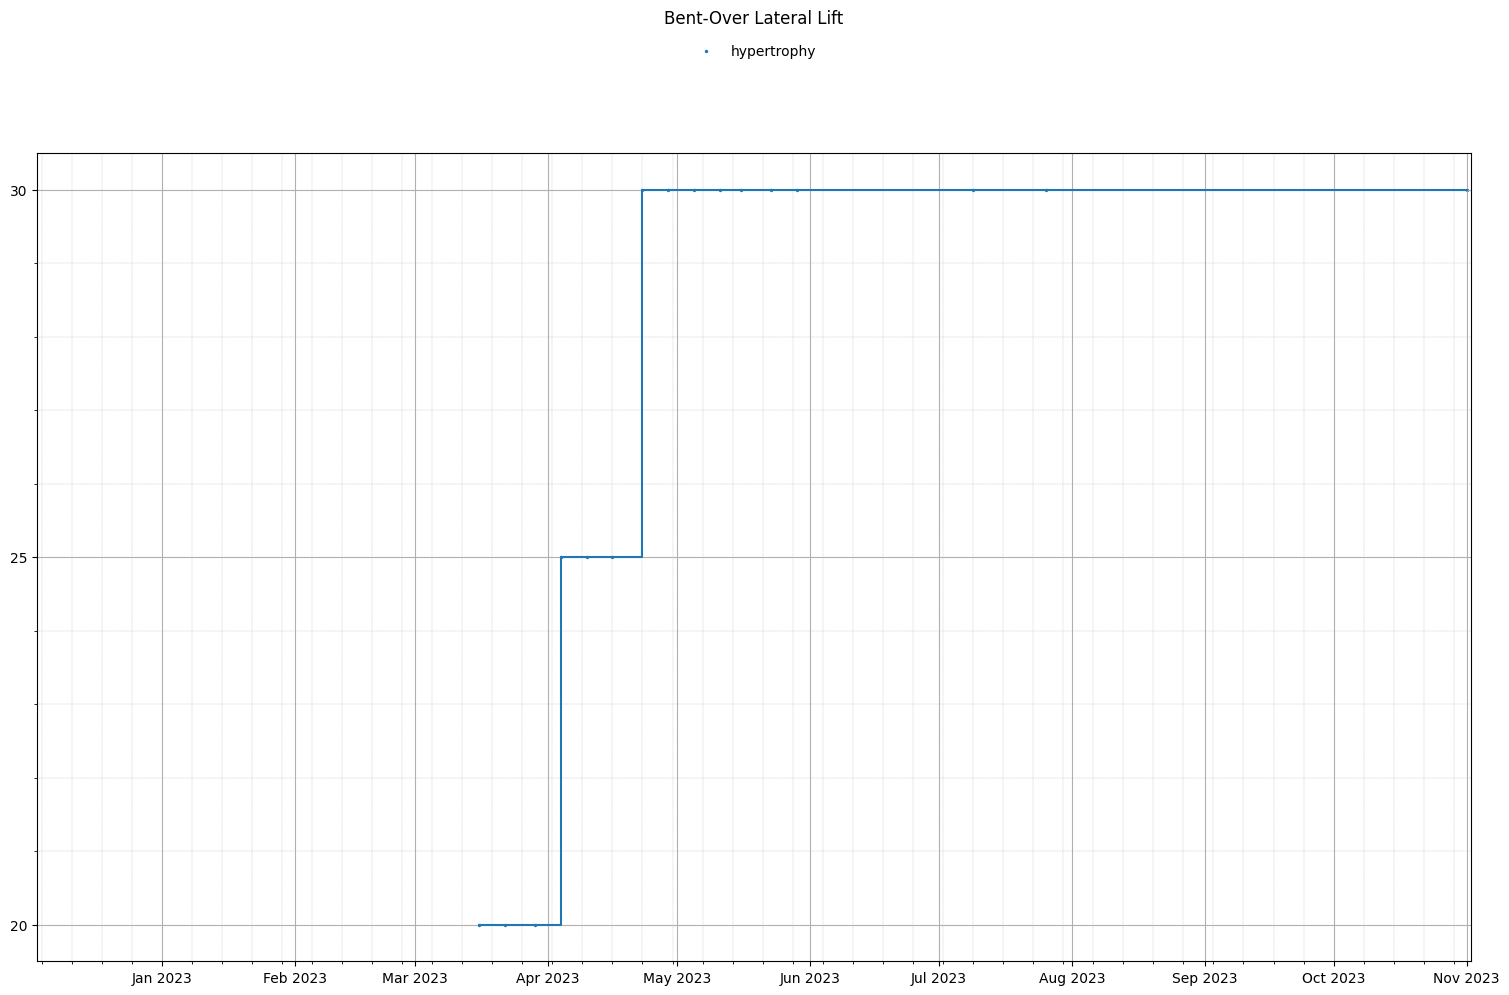 Bent-Over Lateral Lift
hypertrophy
30
25
20
Jan 2023
Feb 2023
Mar 2023
Apr 2023
May 2023
Jun 2023
Jul 2023
Aug 2023
Sep 2023
Oct 2023
Nov 2023